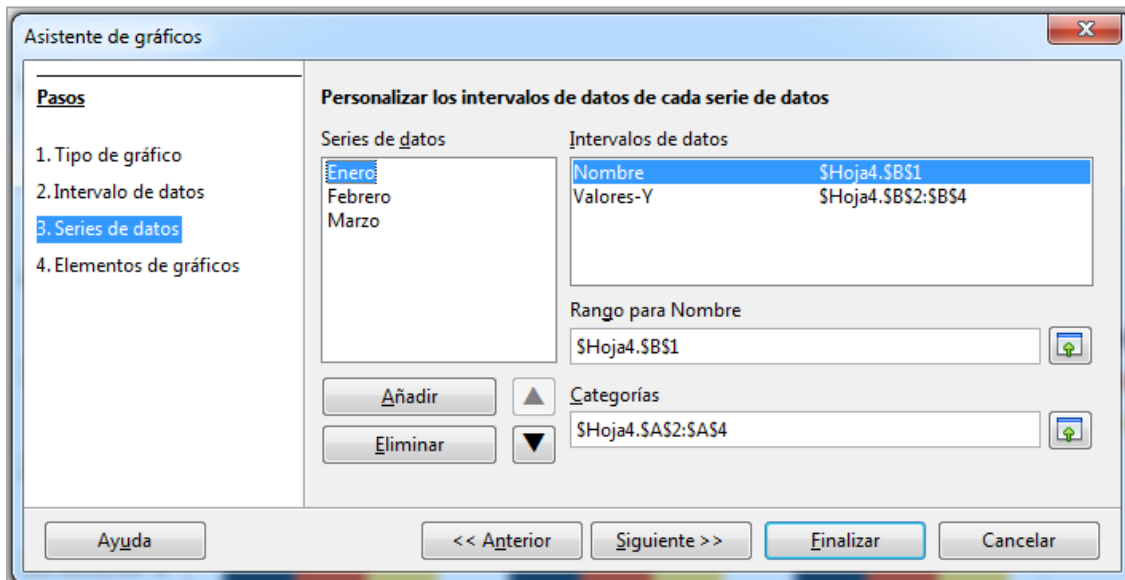 Asistente de gráficos
Pasos
1. Tipo de gráfico
2. Intervalo de datos
3. Series de datos
4. Elementos de gráficos
Personalizar los intervalos de datos de cada serie de datos
Series de datos
Enero
Febrero
Marzo
Añadir
Eliminar
Intervalos de datos
Nombre $Hoja4.$B$1
Valores-Y $Hoja4.$B$2:$B$4
Rango para Nombre
$Hoja4.$B$1
Categorías
$Hoja4.$A$2:$A$4
Ayuda
<< Anterior
Siguiente >>
Finalizar
Cancelar